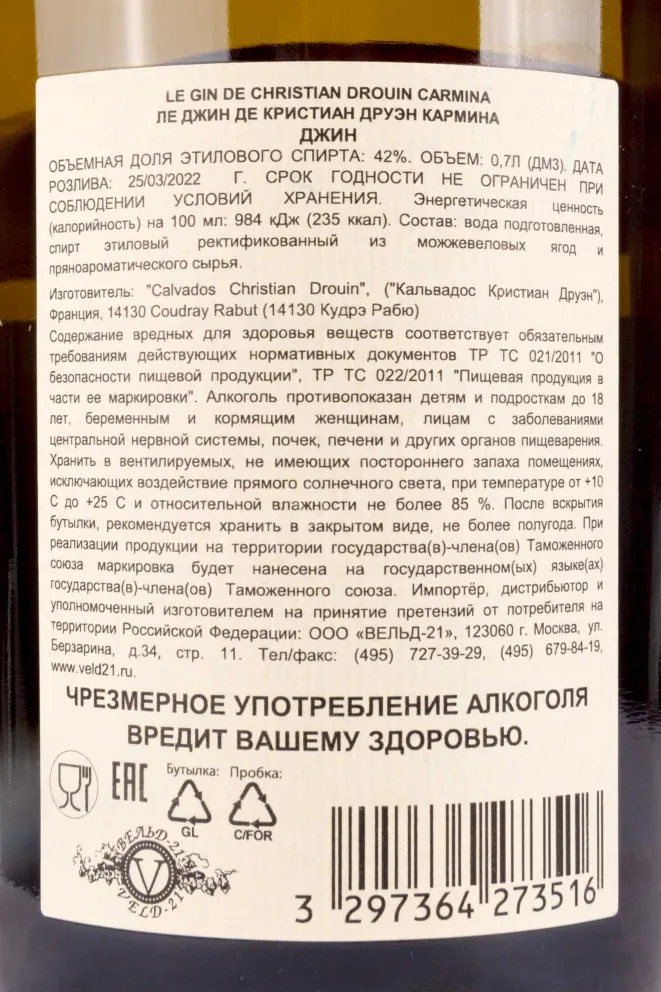 LE GIN DE CHRISTIAN DROUIN CARMINA
ЛЕ ДЖИН ДЕ КРИСТИАН ДРУЭН КАРМИНА
ДЖИН
ОБЪЕМНАЯ ДОЛЯ ЭТИЛОВОГО СПИРТА: 42%. ОБЪЕМ: 0,7Л (ДМ3). ДАТА
РОЗЛИВА: 25/03/2022 Г. СРОК ГОДНОСТИ НЕ ОГРАНИЧЕН ПРИ
СОБЛЮДЕНИИ УСЛОВИЙ ХРАНЕНИЯ. Энергетическая ценность
(калорийность) на 100 мл: 984 кДж (235 ккал). Состав: вода подготовленная,
спирт этиловый ректификованный из можжевеловых ягод и
пряноароматического сырья.
Изготовитель: "Calvados Christian Drouin", ("Кальвадос Кристиан Друэн"),
Франция, 14130 Coudray Rabut (14130 Кудрэ Рабю)
Содержание вредных для здоровья веществ соответствует обязательным
требованиям действующих нормативных документов ТР ТС 021/2011 "О
безопасности пищевой продукции", ТР ТС 022/2011 "Пищевая продукция в
части ее маркировки". Алкоголь противопоказан детям и подросткам до 18
лет, беременным и кормящим женщинам, лицам с заболеваниями
центральной нервной системы, почек, печени и других органов пищеварения.
Хранить в вентилируемых, не имеющих постороннего запаха помещениях,
исключающих воздействие прямого солнечного света, при температуре от +10
С до +25 С и относительной влажности не более 85 %. После вскрытия
бутылки, рекомендуется хранить в закрытом виде, не более полугода. При
реализации продукции на территории государства(в)-члена(ов) Таможенного
союза маркировка будет нанесена на государственном(ых) языке(ах)
государства(в)-члена(ов) Таможенного союза. Импортёр, дистрибьютор и
уполномоченный изготовителем на принятие претензий от потребителя на
территории Российской Федерации: ООО «ВЕЛЬД-21», 123060 г. Москва, ул.
Берзарина, д.34, стр. 11. Тел/факс: (495) 727-39-29, (495) 679-84-19,
www.veld21.ru.
ЧРЕЗМЕРНОЕ УПОТРЕБЛЕНИЕ АЛКОГОЛЯ
ВРЕДИТ ВАШЕМУ ЗДОРОВЬЮ.
EAC
Бутылка: Пробка:
GL C/FOR
ВЕЛЬД-21
V
VELD-21
3 297364 273516